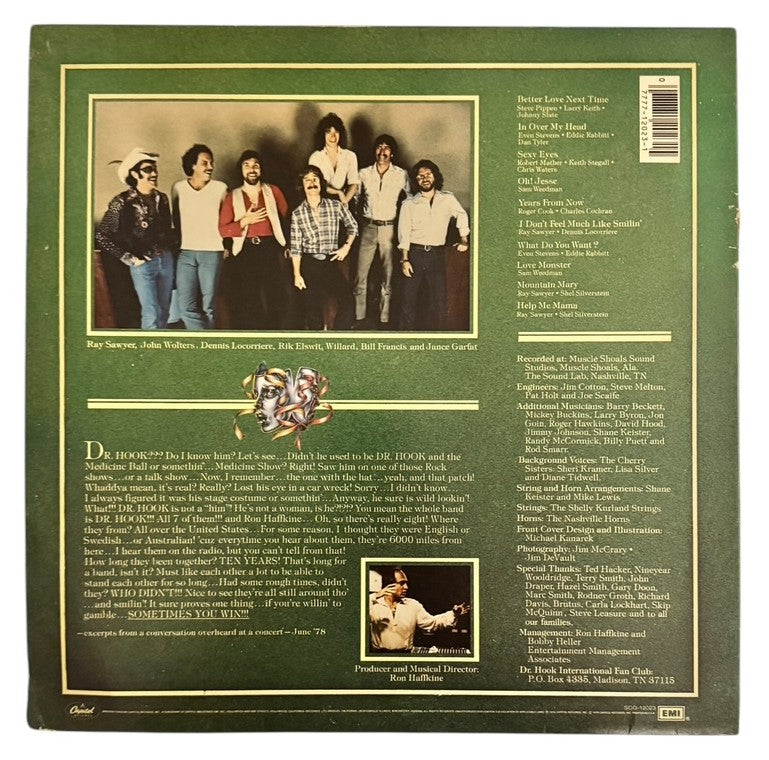 Better Love Next Time
Steve Pippen • Larry Keith •
Johnny Slate
In Over My Head
Even Stevens • Eddie Rabbitt •
Dan Tyler
Sexy Eyes
Robert Mather • Keith Stegall •
Chris Waters
Oh! Jesse
Sam Weedman
Years From Now
Roger Cook • Charles Cochran
I Don't Feel Much Like Smilin'
Ray Sawyer • Dennis Locorriere
What Do You Want ?
Even Stevens • Eddie Rabbitt
Love Monster
Sam Weedman
Mountain Mary
Ray Sawyer • Shel Silverstein
Help Me Mama
Ray Sawyer • Shel Silverstein
0 7777-12023-1
Ray Sawyer, John Wolters, Dennis Locorriere, Rik Elswit, Willard, Bill Francis and Jance Garfat
DR. HOOK??? Do I know him? Let's see...Didn't he used to be DR. HOOK and the
Medicine Ball or somethin'...Medicine Show? Right! Saw him on one of those Rock
shows...or a talk show...Now, I remember...the one with the hat...yeah, and that patch!
Whaddya mean, it's real? Really? Lost his eye in a car wreck! Sorry...I didn't know...
I always figured it was his stage costume or somethin'...Anyway, he sure is wild lookin'!
What!!! DR. HOOK is not a "him"! He's not a woman, is he?!?!? You mean the whole band
is DR. HOOK!!! All 7 of them!!! and Ron Haffkine...Oh, so there's really eight! Where
they from? All over the United States...For some reason, I thought they were English or
Swedish...or Australian! 'cuz everytime you hear about them, they're 6000 miles from
here...I hear them on the radio, but you can't tell from that!
How long they been together? TEN YEARS! That's long for
a band, isn't it? Must like each other a lot to be able to
stand each other for so long...Had some rough times, didn't
they? WHO DIDN'T!!! Nice to see they're all still around tho'
...and smilin'! It sure proves one thing...if you're willin' to
gamble...SOMETIMES YOU WIN!!!
—excerpts from a conversation overheard at a concert—June '78
Producer and Musical Director:
Ron Haffkine
Recorded at: Muscle Shoals Sound
Studios, Muscle Shoals, Ala.
The Sound Lab, Nashville, TN
Engineers: Jim Cotton, Steve Melton,
Pat Holt and Joe Scaife
Additional Musicians: Barry Beckett,
Mickey Buckins, Larry Byrom, Jon
Goin, Roger Hawkins, David Hood,
Jimmy Johnson, Shane Keister,
Randy McCormick, Billy Puett and
Rod Smarr.
Background Voices: The Cherry
Sisters: Sheri Kramer, Lisa Silver
and Diane Tidwell.
String and Horn Arrangements: Shane
Keister and Mike Lewis
Strings: The Shelly Kurland Strings
Horns: The Nashville Horns
Front Cover Design and Illustration:
Michael Kanarek
Photography: Jim McCrary •
Jim DeVault
Special Thanks: Ted Hacker, Nineyear
Wooldridge, Terry Smith, John
Draper, Hazel Smith, Gary Doon,
Marc Smith, Rodney Groth, Richard
Davis, Brutus, Carla Lockhart, Skip
McQuinn, Steve Leasure and to all
our families.
Management: Ron Haffkine and
Bobby Heller
Entertainment Management
Associates
Dr. Hook International Fan Club:
P.O. Box 4335, Madison, TN 37115
Capitol
SOO-12023
EMI